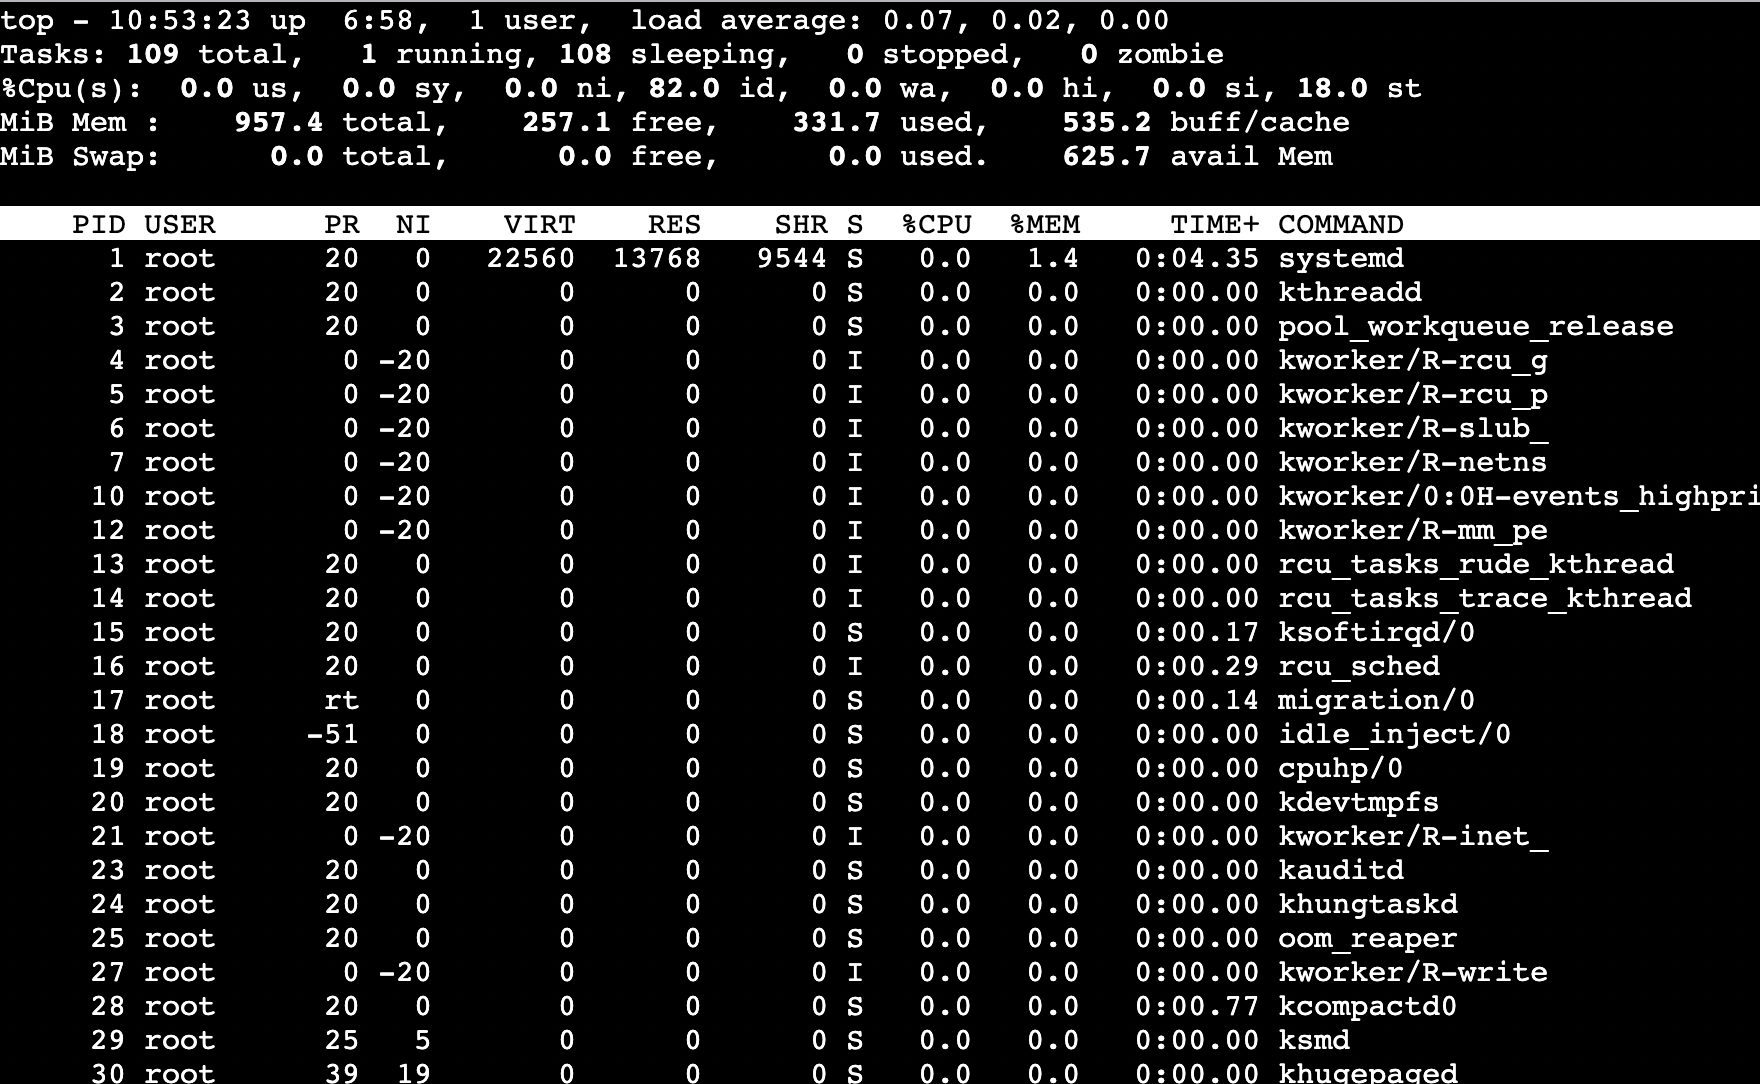 top - 10:53:23 up  6:58,  1 user,  load average: 0.07, 0.02, 0.00
Tasks: 109 total,   1 running, 108 sleeping,   0 stopped,   0 zombie
%Cpu(s):  0.0 us,  0.0 sy,  0.0 ni, 82.0 id,  0.0 wa,  0.0 hi,  0.0 si, 18.0 st
MiB Mem :    957.4 total,    257.1 free,    331.7 used,    535.2 buff/cache
MiB Swap:      0.0 total,      0.0 free,      0.0 used.    625.7 avail Mem
PID USER      PR  NI    VIRT    RES    SHR S  %CPU  %MEM     TIME+ COMMAND
1 root      20   0   22560  13768   9544 S   0.0   1.4   0:04.35 systemd
2 root      20   0       0      0      0 S   0.0   0.0   0:00.00 kthreadd
3 root      20   0       0      0      0 S   0.0   0.0   0:00.00 pool_workqueue_release
4 root       0 -20       0      0      0 I   0.0   0.0   0:00.00 kworker/R-rcu_g
5 root       0 -20       0      0      0 I   0.0   0.0   0:00.00 kworker/R-rcu_p
6 root       0 -20       0      0      0 I   0.0   0.0   0:00.00 kworker/R-slub_
7 root       0 -20       0      0      0 I   0.0   0.0   0:00.00 kworker/R-netns
10 root       0 -20       0      0      0 I   0.0   0.0   0:00.00 kworker/0:0H-events_highpri
12 root       0 -20       0      0      0 I   0.0   0.0   0:00.00 kworker/R-mm_pe
13 root      20   0       0      0      0 I   0.0   0.0   0:00.00 rcu_tasks_rude_kthread
14 root      20   0       0      0      0 I   0.0   0.0   0:00.00 rcu_tasks_trace_kthread
15 root      20   0       0      0      0 S   0.0   0.0   0:00.17 ksoftirqd/0
16 root      20   0       0      0      0 I   0.0   0.0   0:00.29 rcu_sched
17 root      rt   0       0      0      0 S   0.0   0.0   0:00.14 migration/0
18 root     -51   0       0      0      0 S   0.0   0.0   0:00.00 idle_inject/0
19 root      20   0       0      0      0 S   0.0   0.0   0:00.00 cpuhp/0
20 root      20   0       0      0      0 S   0.0   0.0   0:00.00 kdevtmpfs
21 root       0 -20       0      0      0 I   0.0   0.0   0:00.00 kworker/R-inet_
23 root      20   0       0      0      0 S   0.0   0.0   0:00.00 kauditd
24 root      20   0       0      0      0 S   0.0   0.0   0:00.00 khungtaskd
25 root      20   0       0      0      0 S   0.0   0.0   0:00.00 oom_reaper
27 root       0 -20       0      0      0 I   0.0   0.0   0:00.00 kworker/R-write
28 root      20   0       0      0      0 S   0.0   0.0   0:00.77 kcompactd0
29 root      25   5       0      0      0 S   0.0   0.0   0:00.00 ksmd
30 root      39  19       0      0      0 S   0.0   0.0   0:00.00 khugepaged